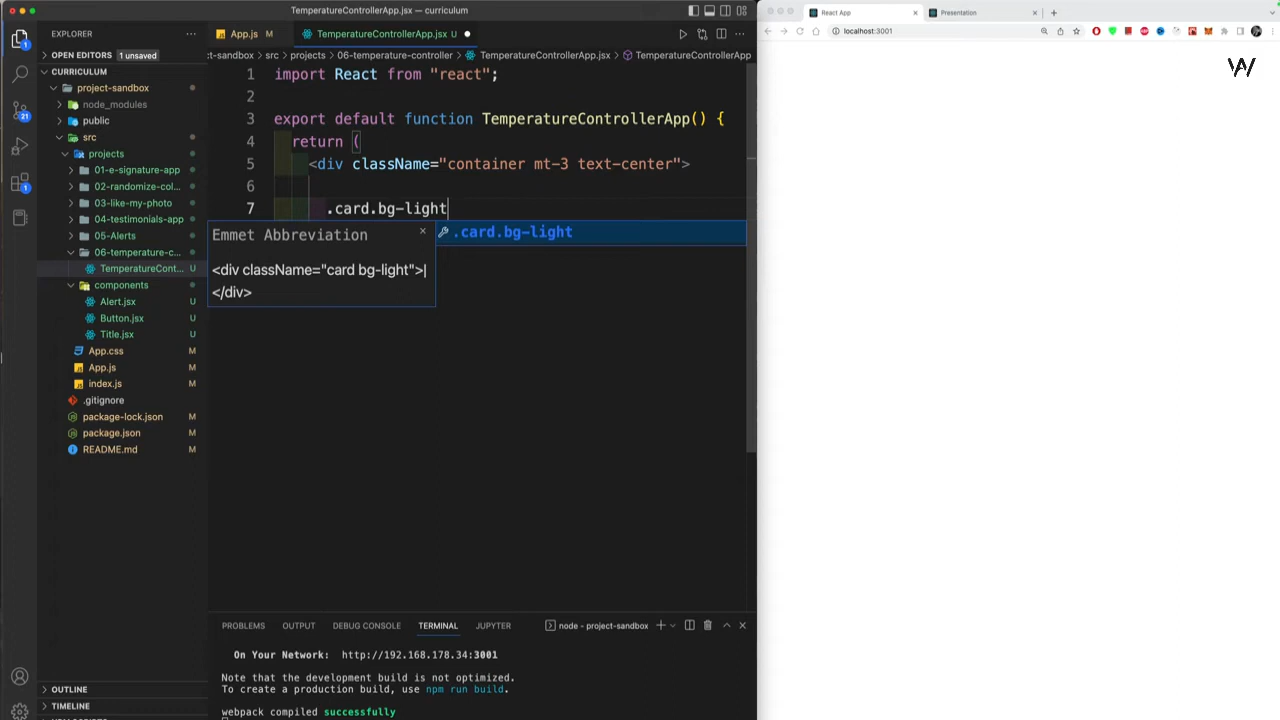 TemperatureControllerApp.jsx — curriculum
EXPLORER
OPEN EDITORS 1 unsaved
CURRICULUM
project-sandbox
node_modules
public
src
projects
01-e-signature-app
02-randomize-col...
03-like-my-photo
04-testimonials-app
05-Alerts
06-temperature-c...
TemperatureCont... U
components
Alert.jsx U
Button.jsx U
Title.jsx U
App.css M
App.js M
index.js M
.gitignore
package-lock.json M
package.json M
README.md M
OUTLINE
TIMELINE
1
21
1
App.js M
TemperatureControllerApp.jsx U
ct-sandbox > src > projects > 06-temperature-controller > TemperatureControllerApp.jsx > TemperatureControllerApp
1 import React from "react";
2
3 export default function TemperatureControllerApp() {
4 return (
5 <div className="container mt-3 text-center">
6
7 .card.bg-light
Emmet Abbreviation
<div className="card bg-light">|
</div>
.card.bg-light
PROBLEMS OUTPUT DEBUG CONSOLE TERMINAL JUPYTER
node - project-sandbox
On Your Network: http://192.168.178.34:3001
Note that the development build is not optimized.
To create a production build, use npm run build.
webpack compiled successfully
React App
Presentation
localhost:3001